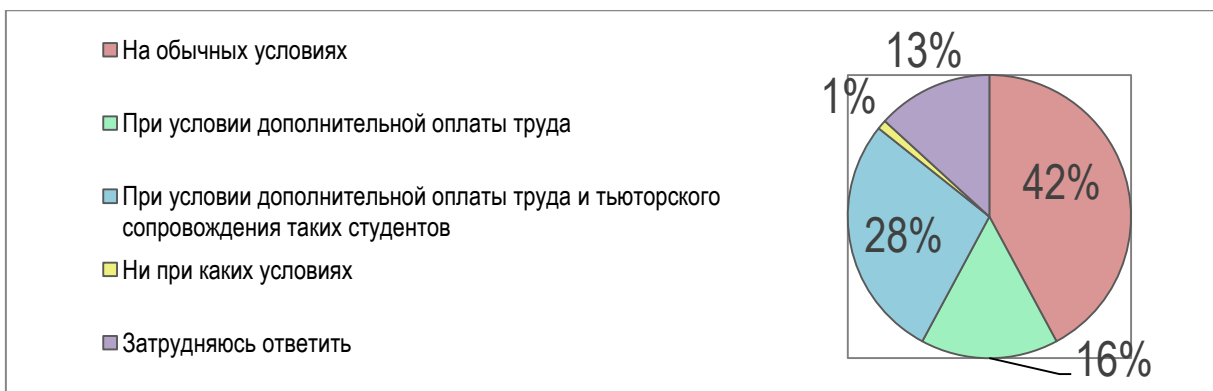 На обычных условиях
При условии дополнительной оплаты труда
При условии дополнительной оплаты труда и тьюторского
сопровождения таких студентов
Ни при каких условиях
Затрудняюсь ответить
13%
1%
42%
28%
16%